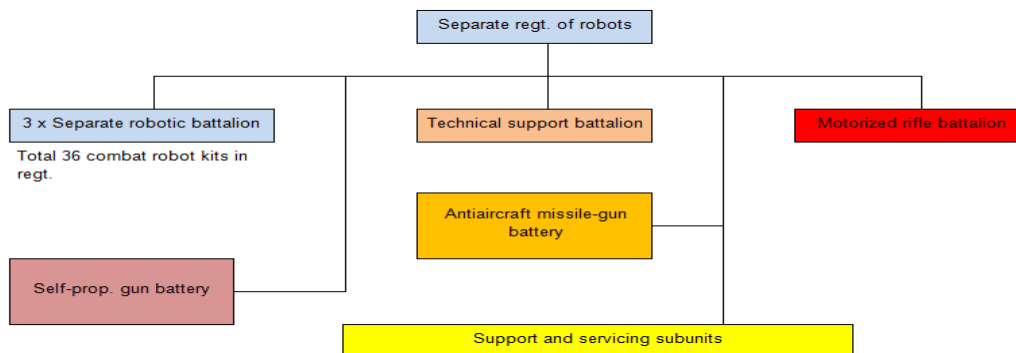 Separate regt. of robots
3 x Separate robotic battalion
Technical support battalion
Motorized rifle battalion
Total 36 combat robot kits in
regt.
Antiaircraft missile-gun
battery
Self-prop. gun battery
Support and servicing subunits